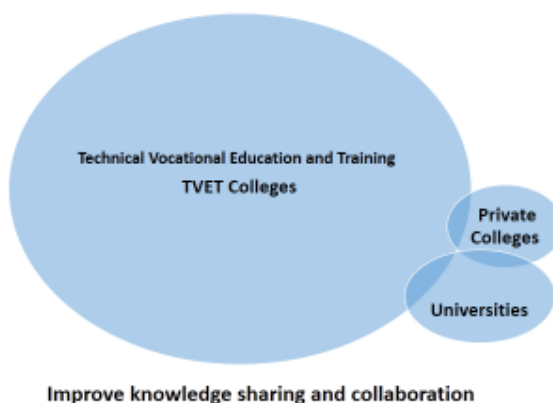 Technical Vocational Education and Training
TVET Colleges
Private
Colleges
Universities
Improve knowledge sharing and collaboration